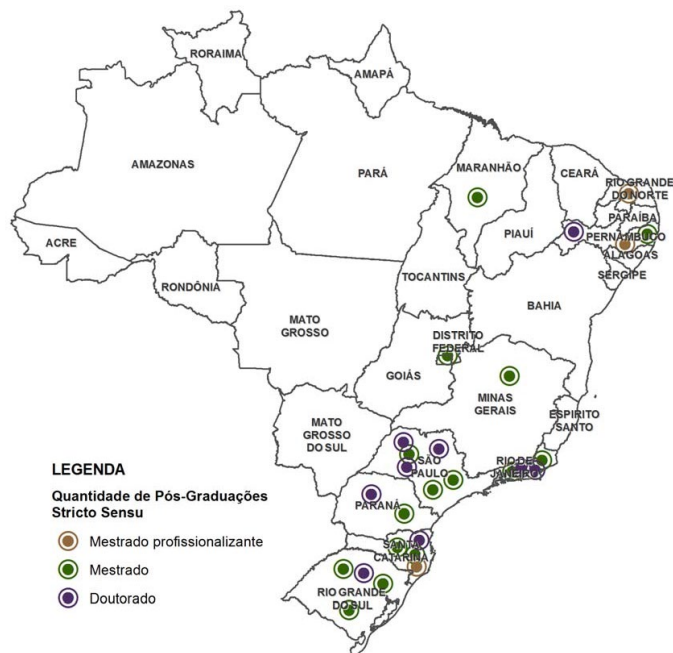 RORAIMA
AMAPÁ
AMAZONAS
PARÁ
MARANHÃO
CEARÁ
RIO GRANDE
DO NORTE
PARAÍBA
PERNAMBUCO
ALAGOAS
SERGIPE
PIAUÍ
ACRE
RONDÔNIA
TOCANTINS
BAHIA
MATO
GROSSO
DISTRITO
FEDERAL
GOIÁS
MINAS
GERAIS
ESPIRITO
SANTO
MATO
GROSSO
DO SUL
SÃO
PAULO
RIO DE
JANEIRO
PARANÁ
SANTA
CATARINA
RIO GRANDE
DO SUL
LEGENDA
Quantidade de Pós-Graduações
Stricto Sensu
Mestrado profissionalizante
Mestrado
Doutorado